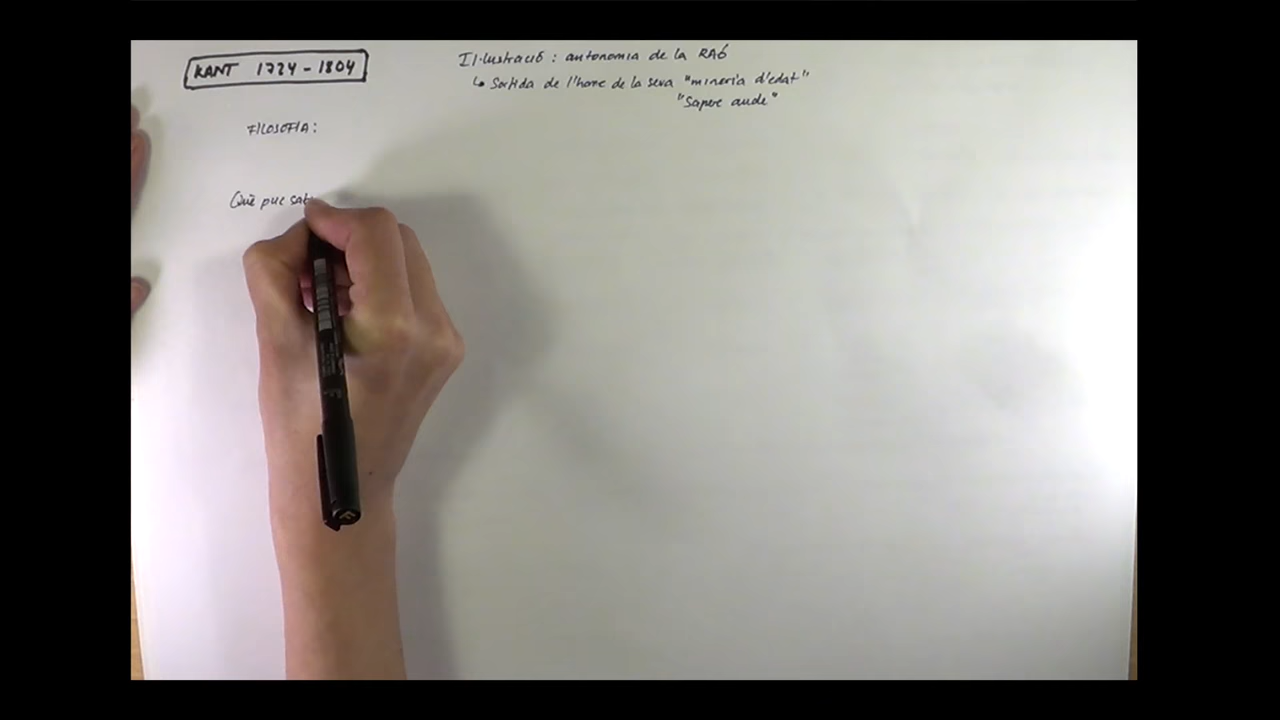 KANT 1724-1804
Il·lustració: autonomia de la RAó
↳ Sortida de l'home de la seva "minoria d'edat"
"Sapere aude"
FILOSOFIA:
Què puc sab